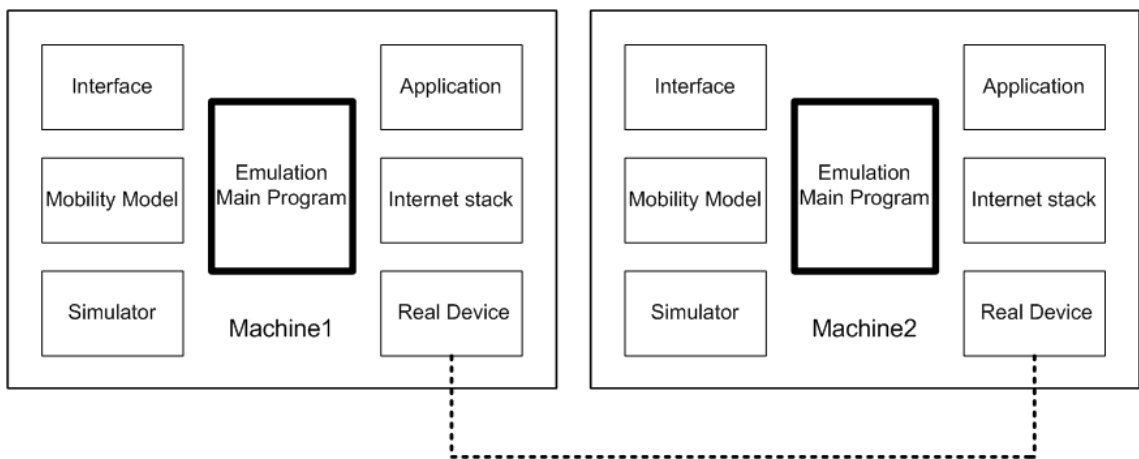 Interface
Application
Emulation
Main Program
Mobility Model
Internet stack
Simulator
Real Device
Machine1
Interface
Application
Emulation
Main Program
Mobility Model
Internet stack
Simulator
Real Device
Machine2